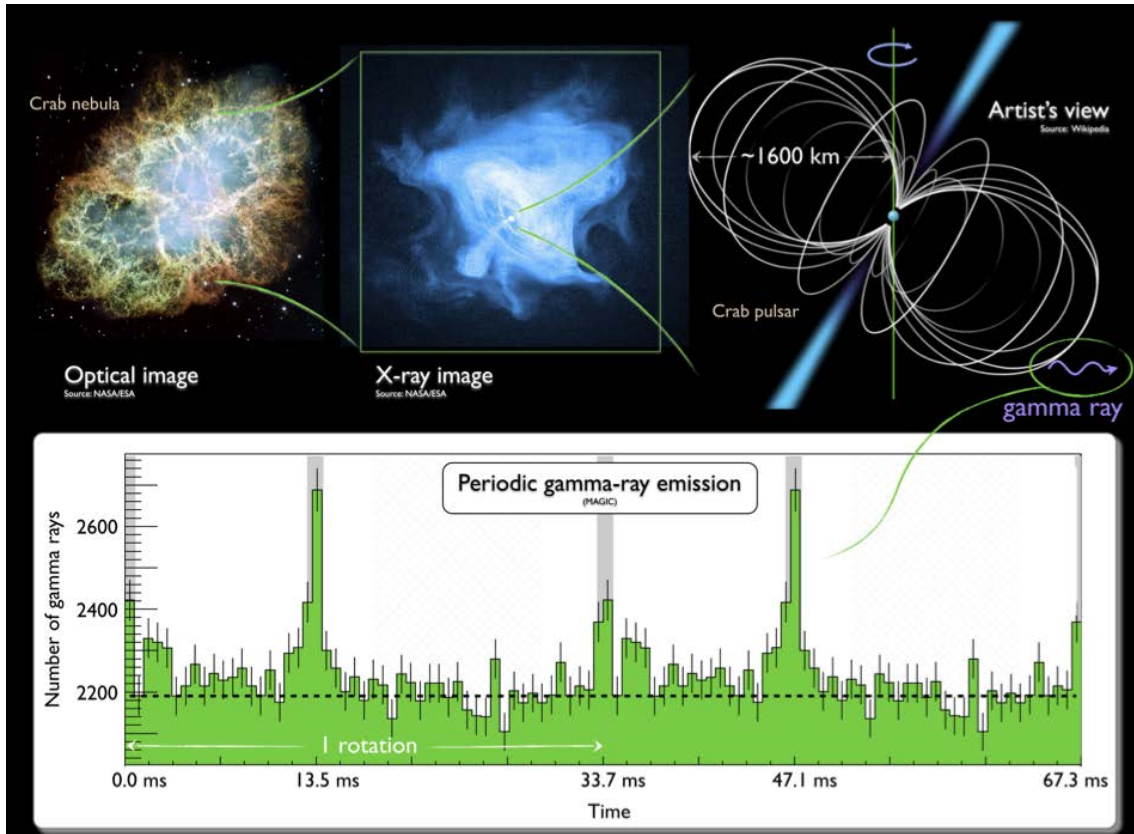 Crab nebula
Artist's view
Source: Wikipedia
~1600 km
Crab pulsar
Optical image
Source: NASA/ESA
X-ray image
Source: NASA/ESA
gamma ray
Periodic gamma-ray emission
(MAGIC)
Number of gamma rays
2600
2400
2200
1 rotation
0.0 ms
13.5 ms
33.7 ms
47.1 ms
67.3 ms
Time